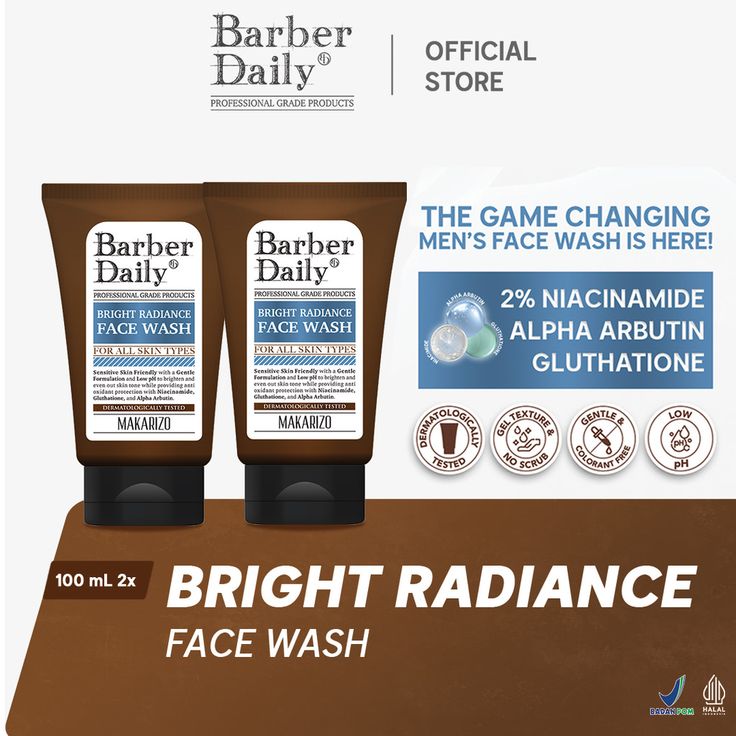 Barber
Daily
PROFESSIONAL GRADE PRODUCTS
OFFICIAL
STORE
Barber
Daily
PROFESSIONAL GRADE PRODUCTS
BRIGHT RADIANCE
FACE WASH
FOR ALL SKIN TYPES
Sensitive Skin Friendly with a Gentle
Formulation and Low pH to brighten and
even out skin tone while providing anti
oxidant protection with Niacinamide,
Gluthatione, and Alpha Arbutin.
DERMATOLOGICALLY TESTED
MAKARIZO
Barber
Daily
PROFESSIONAL GRADE PRODUCTS
BRIGHT RADIANCE
FACE WASH
FOR ALL SKIN TYPES
Sensitive Skin Friendly with a Gentle
Formulation and Low pH to brighten and
even out skin tone while providing anti
oxidant protection with Niacinamide,
Gluthatione, and Alpha Arbutin.
DERMATOLOGICALLY TESTED
MAKARIZO
THE GAME CHANGING
MEN'S FACE WASH IS HERE!
ALPHA ARBUTIN
GLUTHATIONE
NIACINAMIDE
2% NIACINAMIDE
ALPHA ARBUTIN
GLUTHATIONE
DERMATOLOGICALLY
TESTED
GEL TEXTURE &
NO SCRUB
GENTLE &
COLORANT FREE
LOW
pH
pH
100 mL 2x
BRIGHT RADIANCE
FACE WASH
BADAN POM
HALAL
INDONESIA